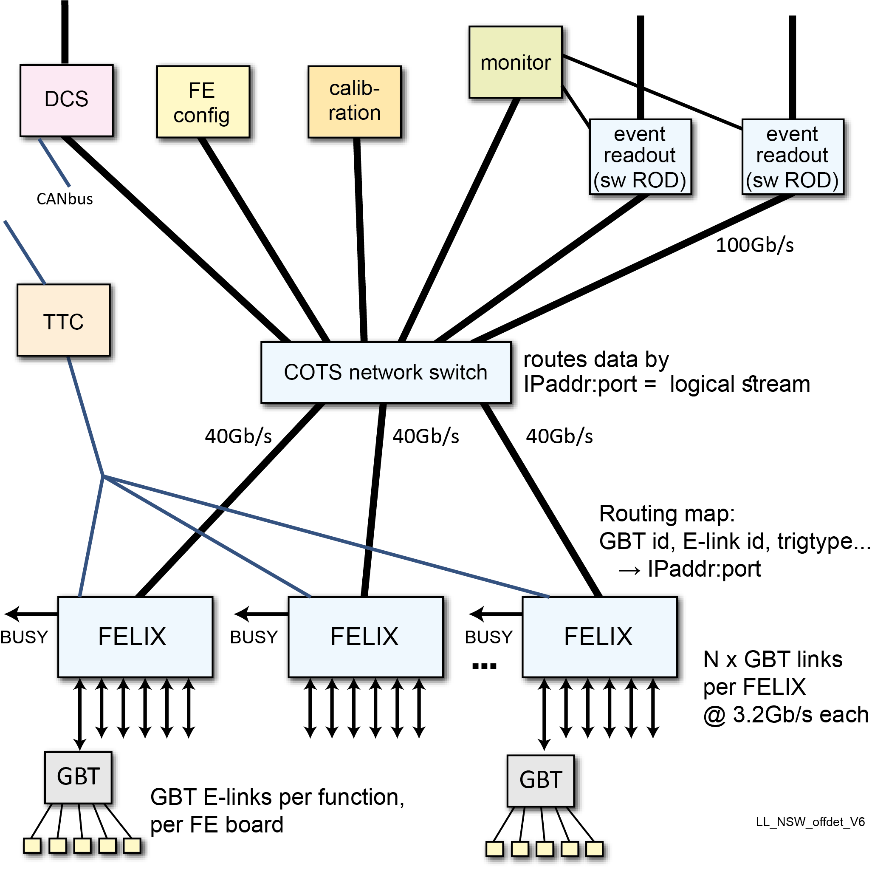 DCS
FE
config
calib-
ration
monitor
event
readout
(sw ROD)
event
readout
(sw ROD)
CANbus
100Gb/s
TTC
COTS network switch
routes data by
IPaddr:port = logical stream
40Gb/s
40Gb/s
40Gb/s
Routing map:
GBT id, E-link id, trigtype...
→ IPaddr:port
BUSY
FELIX
BUSY
FELIX
BUSY
...
FELIX
N x GBT links
per FELIX
@ 3.2Gb/s each
GBT
GBT E-links per function,
per FE board
GBT
LL_NSW_offdet_V6